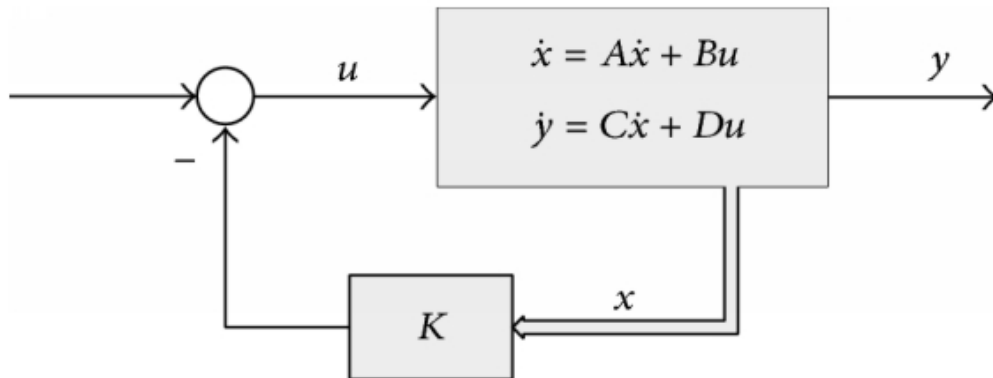 u
ẋ = Aẋ + Bu
ẏ = Cẋ + Du
y
−
x
K